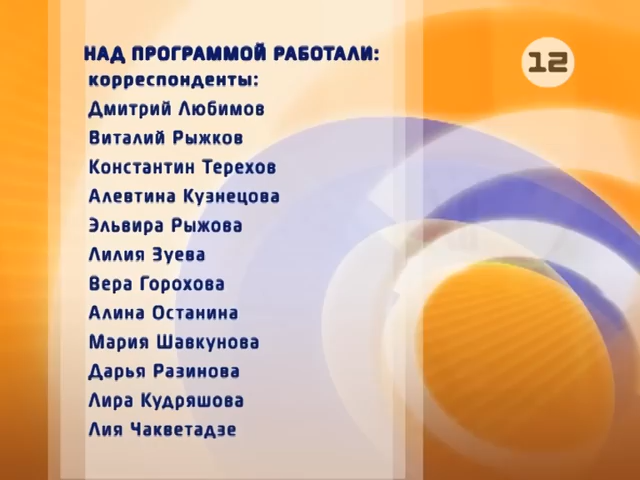 НАД ПРОГРАММОЙ РАБОТАЛИ:
12
корреспонденты:
Дмитрий Любимов
Виталий Рыжков
Константин Терехов
Алевтина Кузнецова
Эльвира Рыжова
Лилия Зуева
Вера Горохова
Алина Останина
Мария Шавкунова
Дарья Разинова
Лира Кудряшова
Лия Чакветадзе